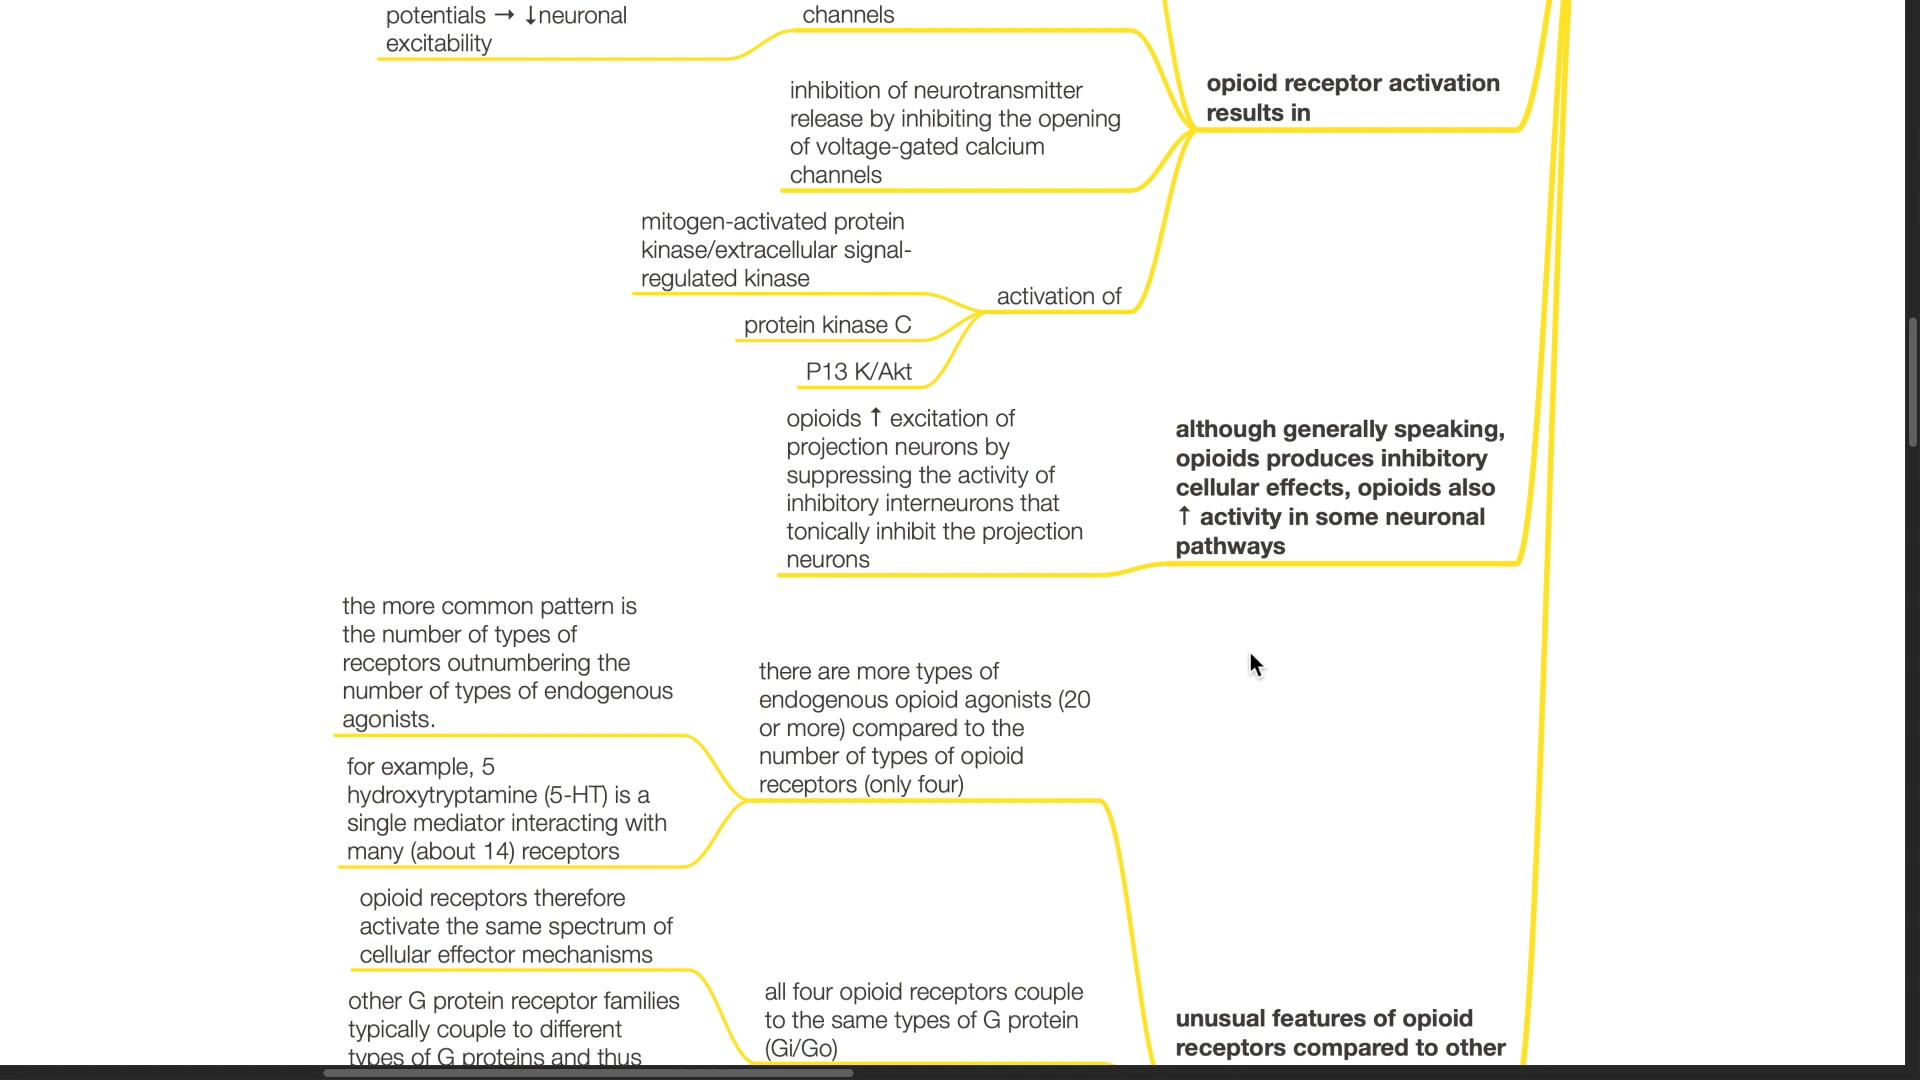 potentials → ↓neuronal
excitability
channels
opioid receptor activation
results in
inhibition of neurotransmitter
release by inhibiting the opening
of voltage-gated calcium
channels
mitogen-activated protein
kinase/extracellular signal-
regulated kinase
activation of
protein kinase C
P13 K/Akt
although generally speaking,
opioids produces inhibitory
cellular effects, opioids also
↑ activity in some neuronal
pathways
opioids ↑ excitation of
projection neurons by
suppressing the activity of
inhibitory interneurons that
tonically inhibit the projection
neurons
the more common pattern is
the number of types of
receptors outnumbering the
number of types of endogenous
agonists.
there are more types of
endogenous opioid agonists (20
or more) compared to the
number of types of opioid
receptors (only four)
for example, 5
hydroxytryptamine (5-HT) is a
single mediator interacting with
many (about 14) receptors
opioid receptors therefore
activate the same spectrum of
cellular effector mechanisms
all four opioid receptors couple
to the same types of G protein
(Gi/Go)
other G protein receptor families
typically couple to different
types of G proteins and thus
unusual features of opioid
receptors compared to other